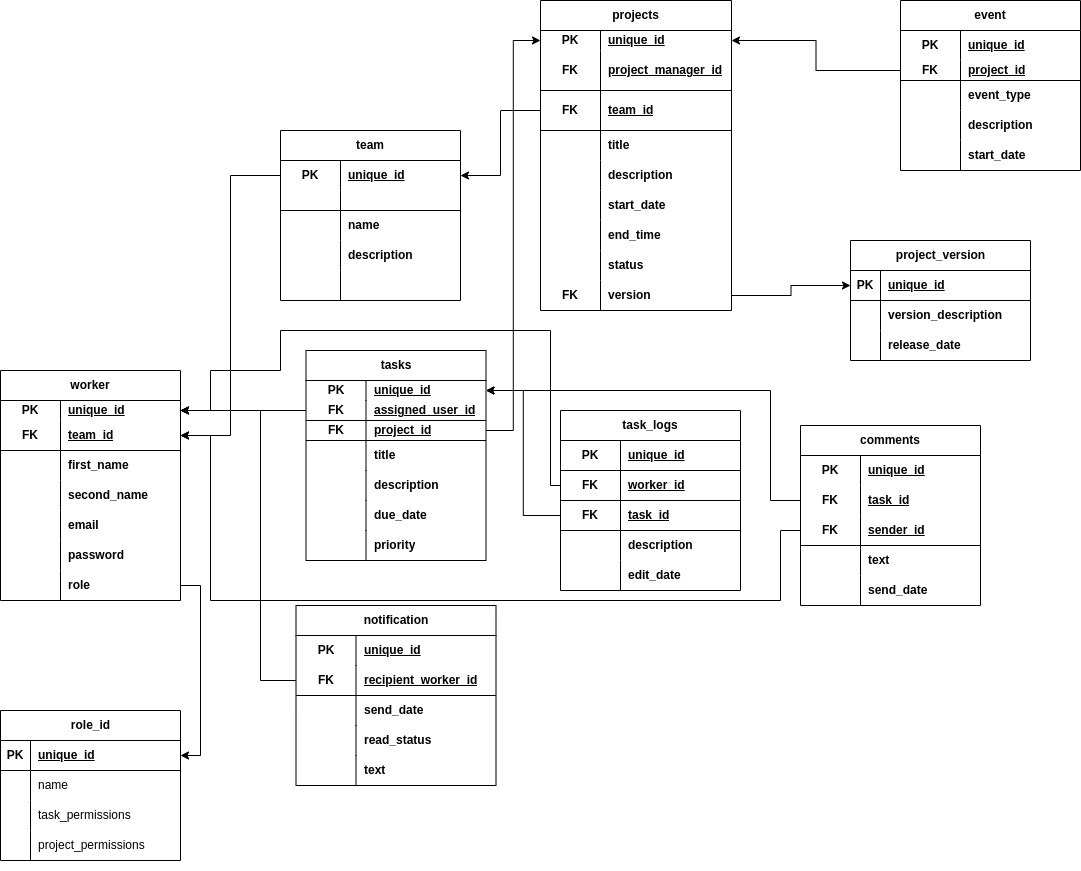 projects
PK unique_id
FK project_manager_id
FK team_id
title
description
start_date
end_time
status
FK version
event
PK unique_id
FK project_id
event_type
description
start_date
team
PK unique_id
name
description
project_version
PK unique_id
version_description
release_date
worker
PK unique_id
FK team_id
first_name
second_name
email
password
role
tasks
PK unique_id
FK assigned_user_id
FK project_id
title
description
due_date
priority
task_logs
PK unique_id
FK worker_id
FK task_id
description
edit_date
comments
PK unique_id
FK task_id
FK sender_id
text
send_date
notification
PK unique_id
FK recipient_worker_id
send_date
read_status
text
role_id
PK unique_id
name
task_permissions
project_permissions